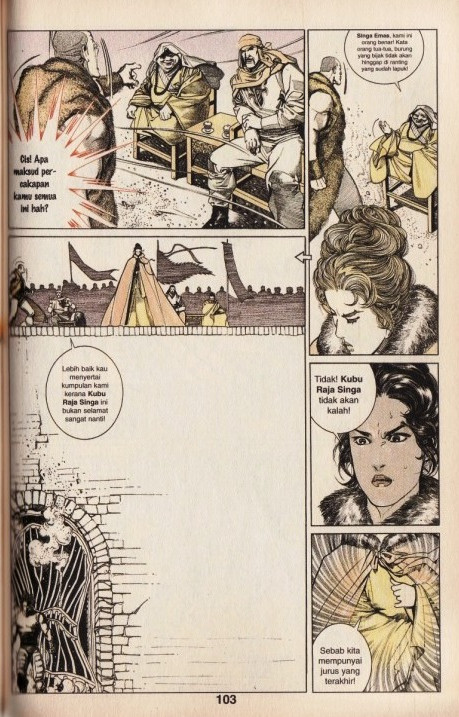 Cis! Apa
maksud per-
cakapan
kamu semua
ini hah?
Singa Emas, kami ini
orang benar! Kata
orang tua-tua, burung
yang bijak tidak akan
hinggap di ranting
yang sudah lapuk!
Lebih baik kau
menyertai
kumpulan kami
kerana Kubu
Raja Singa ini
bukan selamat
sangat nanti!
Tidak! Kubu
Raja Singa
tidak akan
kalah!
Sebab kita
mempunyai
jurus yang
terakhir!
103